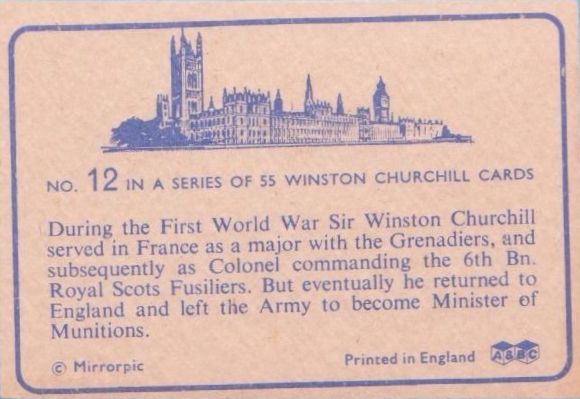 NO. 12 IN A SERIES OF 55 WINSTON CHURCHILL CARDS
During the First World War Sir Winston Churchill
served in France as a major with the Grenadiers, and
subsequently as Colonel commanding the 6th Bn.
Royal Scots Fusiliers. But eventually he returned to
England and left the Army to become Minister of
Munitions.
© Mirrorpic
Printed in England A&BC